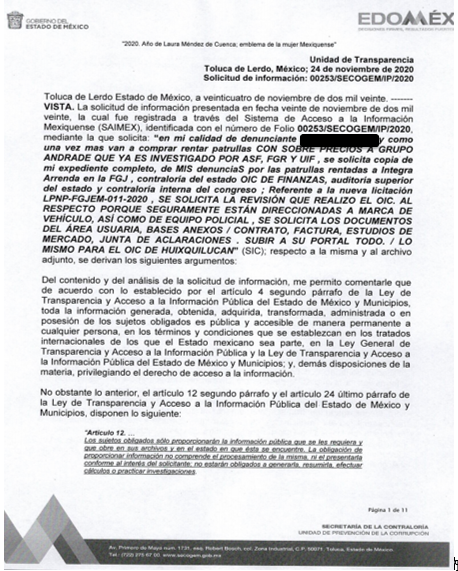 GOBIERNO DEL
ESTADO DE MÉXICO
EDOMÉX
"2020. Año de Laura Méndez de Cuenca, emblema de la mujer Mexiquense"
Unidad de Transparencia
Toluca de Lerdo, México; 24 de noviembre de 2020
Solicitud de información: 00253/SECOGEM/IP/2020
Toluca de Lerdo Estado de México, a veinticuatro de noviembre de dos mil veinte. -------
VISTA. La solicitud de información presentada en fecha veinte de noviembre de dos mil
veinte, la cual fue registrada a través del Sistema de Acceso a la Información
Mexiquense (SAIMEX), identificada con el número de Folio 00253/SECOGEM/IP/2020,
mediante la que solicita: "en mi calidad de denunciante y como
una vez mas van a comprar rentar patrullas CON SOBRE PRECIOS A GRUPO
ANDRADE QUE YA ES INVESTIGADO POR ASF, FGR Y UIF , se solicita copia de
mi expediente completo, de MIS denuncias por las patrullas rentadas a Integra
Arrenda en la FGJ , contraloría del estado OIC DE FINANZAS, auditoria superior
del estado y contraloria interna del congreso ; Referente a la nueva licitación
LPNP-FGJEM-011-2020 , SE SOLICITA LA REVISIÓN QUE REALIZO EL OIC. AL
RESPECTO PORQUE SEGURAMENTE ESTÁN DIRECCIONADAS A MARCA DE
VEHÍCULO, ASÍ COMO DE EQUIPO POLICIAL , SE SOLICITA LOS DOCUMENTOS
DEL ÁREA USUARIA, BASES ANEXOS / CONTRATO, FACTURA, ESTUDIOS DE
MERCADO, JUNTA DE ACLARACIONES . SUBIR A SU PORTAL TODO. / LO
MISMO PARA EL OIC DE HUIXQUILUCAN" (SIC); respecto a la misma y al archivo
adjunto, se derivan los siguientes argumentos:
Del contenido y del análisis de la solicitud de información, me permito comentarle que
de acuerdo con lo establecido por el artículo 4 segundo párrafo de la Ley de
Transparencia y Acceso a la Información Pública del Estado de México y Municipios,
toda la información generada, obtenida, adquirida, transformada, administrada o en
posesión de los sujetos obligados es pública y accesible de manera permanente a
cualquier persona, en los términos y condiciones que se establezcan en los tratados
internacionales de los que el Estado mexicano sea parte, en la Ley General de
Transparencia y Acceso a la Información Pública y la Ley de Transparencia y Acceso a
la Información Pública del Estado de México y Municipios; y, demás disposiciones de la
materia, privilegiando el derecho de acceso a la información.
No obstante lo anterior, el artículo 12 segundo párrafo y el artículo 24 último párrafo de
la Ley de Transparencia y Acceso a la Información Pública del Estado de México y
Municipios, disponen lo siguiente:
"Artículo 12. ...
Los sujetos obligados sólo proporcionarán la información pública que se les requiera y
que obre en sus archivos y en el estado en que ésta se encuentre. La obligación de
proporcionar información no comprende el procesamiento de la misma, ni el presentarla
conforme al interés del solicitante; no estarán obligados a generarla, resumirla, efectuar
cálculos o practicar investigaciones.
Página 1 de 11
SECRETARÍA DE LA CONTRALORÍA
UNIDAD DE PREVENCIÓN DE LA CORRUPCIÓN
Av. Primero de Mayo núm. 1731, esq. Robert Bosch, col. Zona Industrial, C.P. 50071, Toluca, Estado de México.
Tel.: (722) 275 67 00. www.secogem.gob.mx